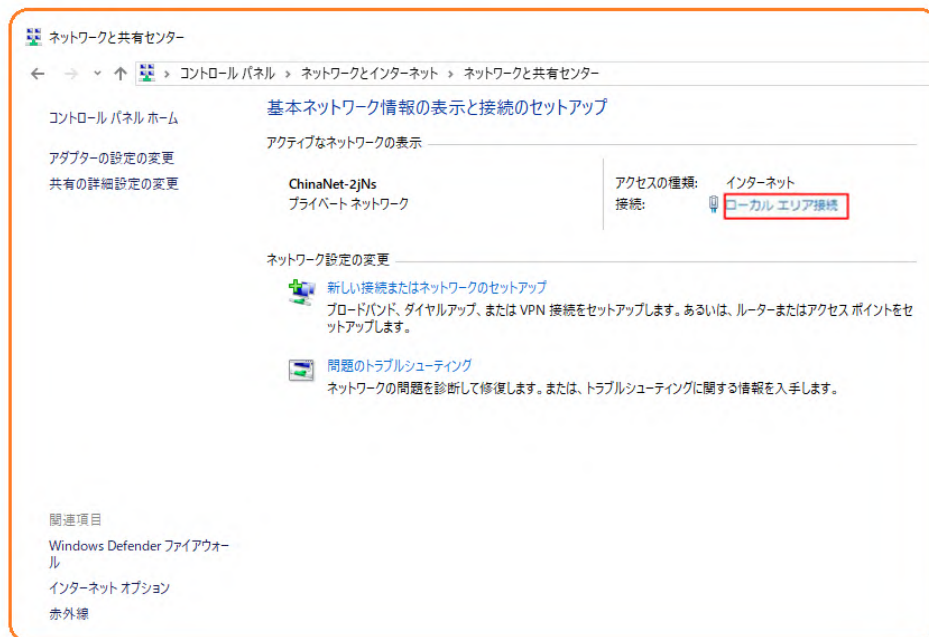 ネットワークと共有センター
コントロール パネル › ネットワークとインターネット › ネットワークと共有センター
コントロール パネル ホーム
アダプターの設定の変更
共有の詳細設定の変更
基本ネットワーク情報の表示と接続のセットアップ
アクティブなネットワークの表示
ChinaNet-2jNs
プライベート ネットワーク
アクセスの種類: インターネット
接続: ローカル エリア接続
ネットワーク設定の変更
新しい接続またはネットワークのセットアップ
ブロードバンド、ダイヤルアップ、または VPN 接続をセットアップします。あるいは、ルーターまたはアクセス ポイントをセ
ットアップします。
問題のトラブルシューティング
ネットワークの問題を診断して修復します。または、トラブルシューティングに関する情報を入手します。
関連項目
Windows Defender ファイアウォー
ル
インターネット オプション
赤外線